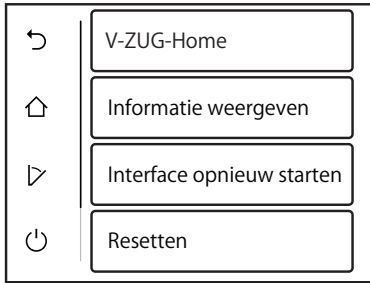 V-ZUG-Home
Informatie weergeven
Interface opnieuw starten
Resetten